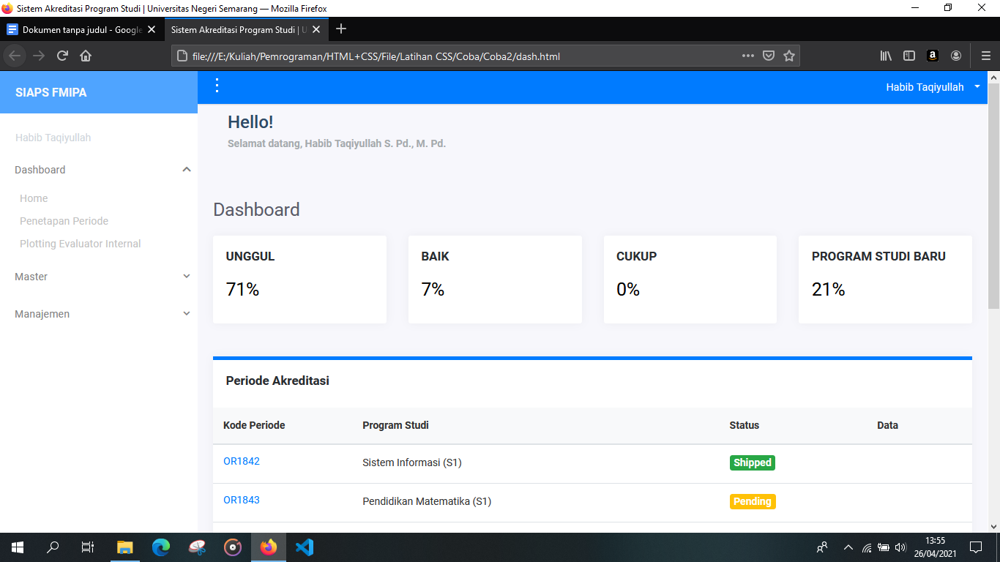 Sistem Akreditasi Program Studi | Universitas Negeri Semarang — Mozilla Firefox
Dokumen tanpa judul - Google
Sistem Akreditasi Program Studi | U
file:///E:/Kuliah/Pemrograman/HTML+CSS/File/Latihan CSS/Coba/Coba2/dash.html
SIAPS FMIPA
Habib Taqiyullah
Habib Taqiyullah
Dashboard
Home
Penetapan Periode
Plotting Evaluator Internal
Master
Manajemen
Hello!
Selamat datang, Habib Taqiyullah S. Pd., M. Pd.
Dashboard
UNGGUL
71%
BAIK
7%
CUKUP
0%
PROGRAM STUDI BARU
21%
Periode Akreditasi
Kode Periode Program Studi Status Data
OR1842 Sistem Informasi (S1) Shipped
OR1843 Pendidikan Matematika (S1) Pending
13:55
26/04/2021